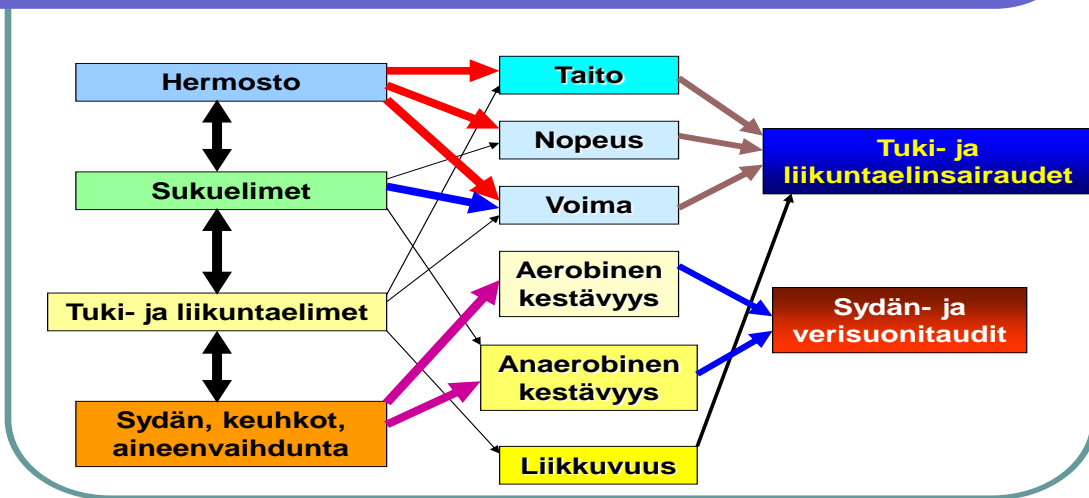 Hermosto
Sukuelimet
Tuki- ja liikuntaelimet
Sydän, keuhkot,
aineenvaihdunta
Taito
Nopeus
Voima
Aerobinen
kestävyys
Anaerobinen
kestävyys
Liikkuvuus
Tuki- ja
liikuntaelinsairaudet
Sydän- ja
verisuonitaudit